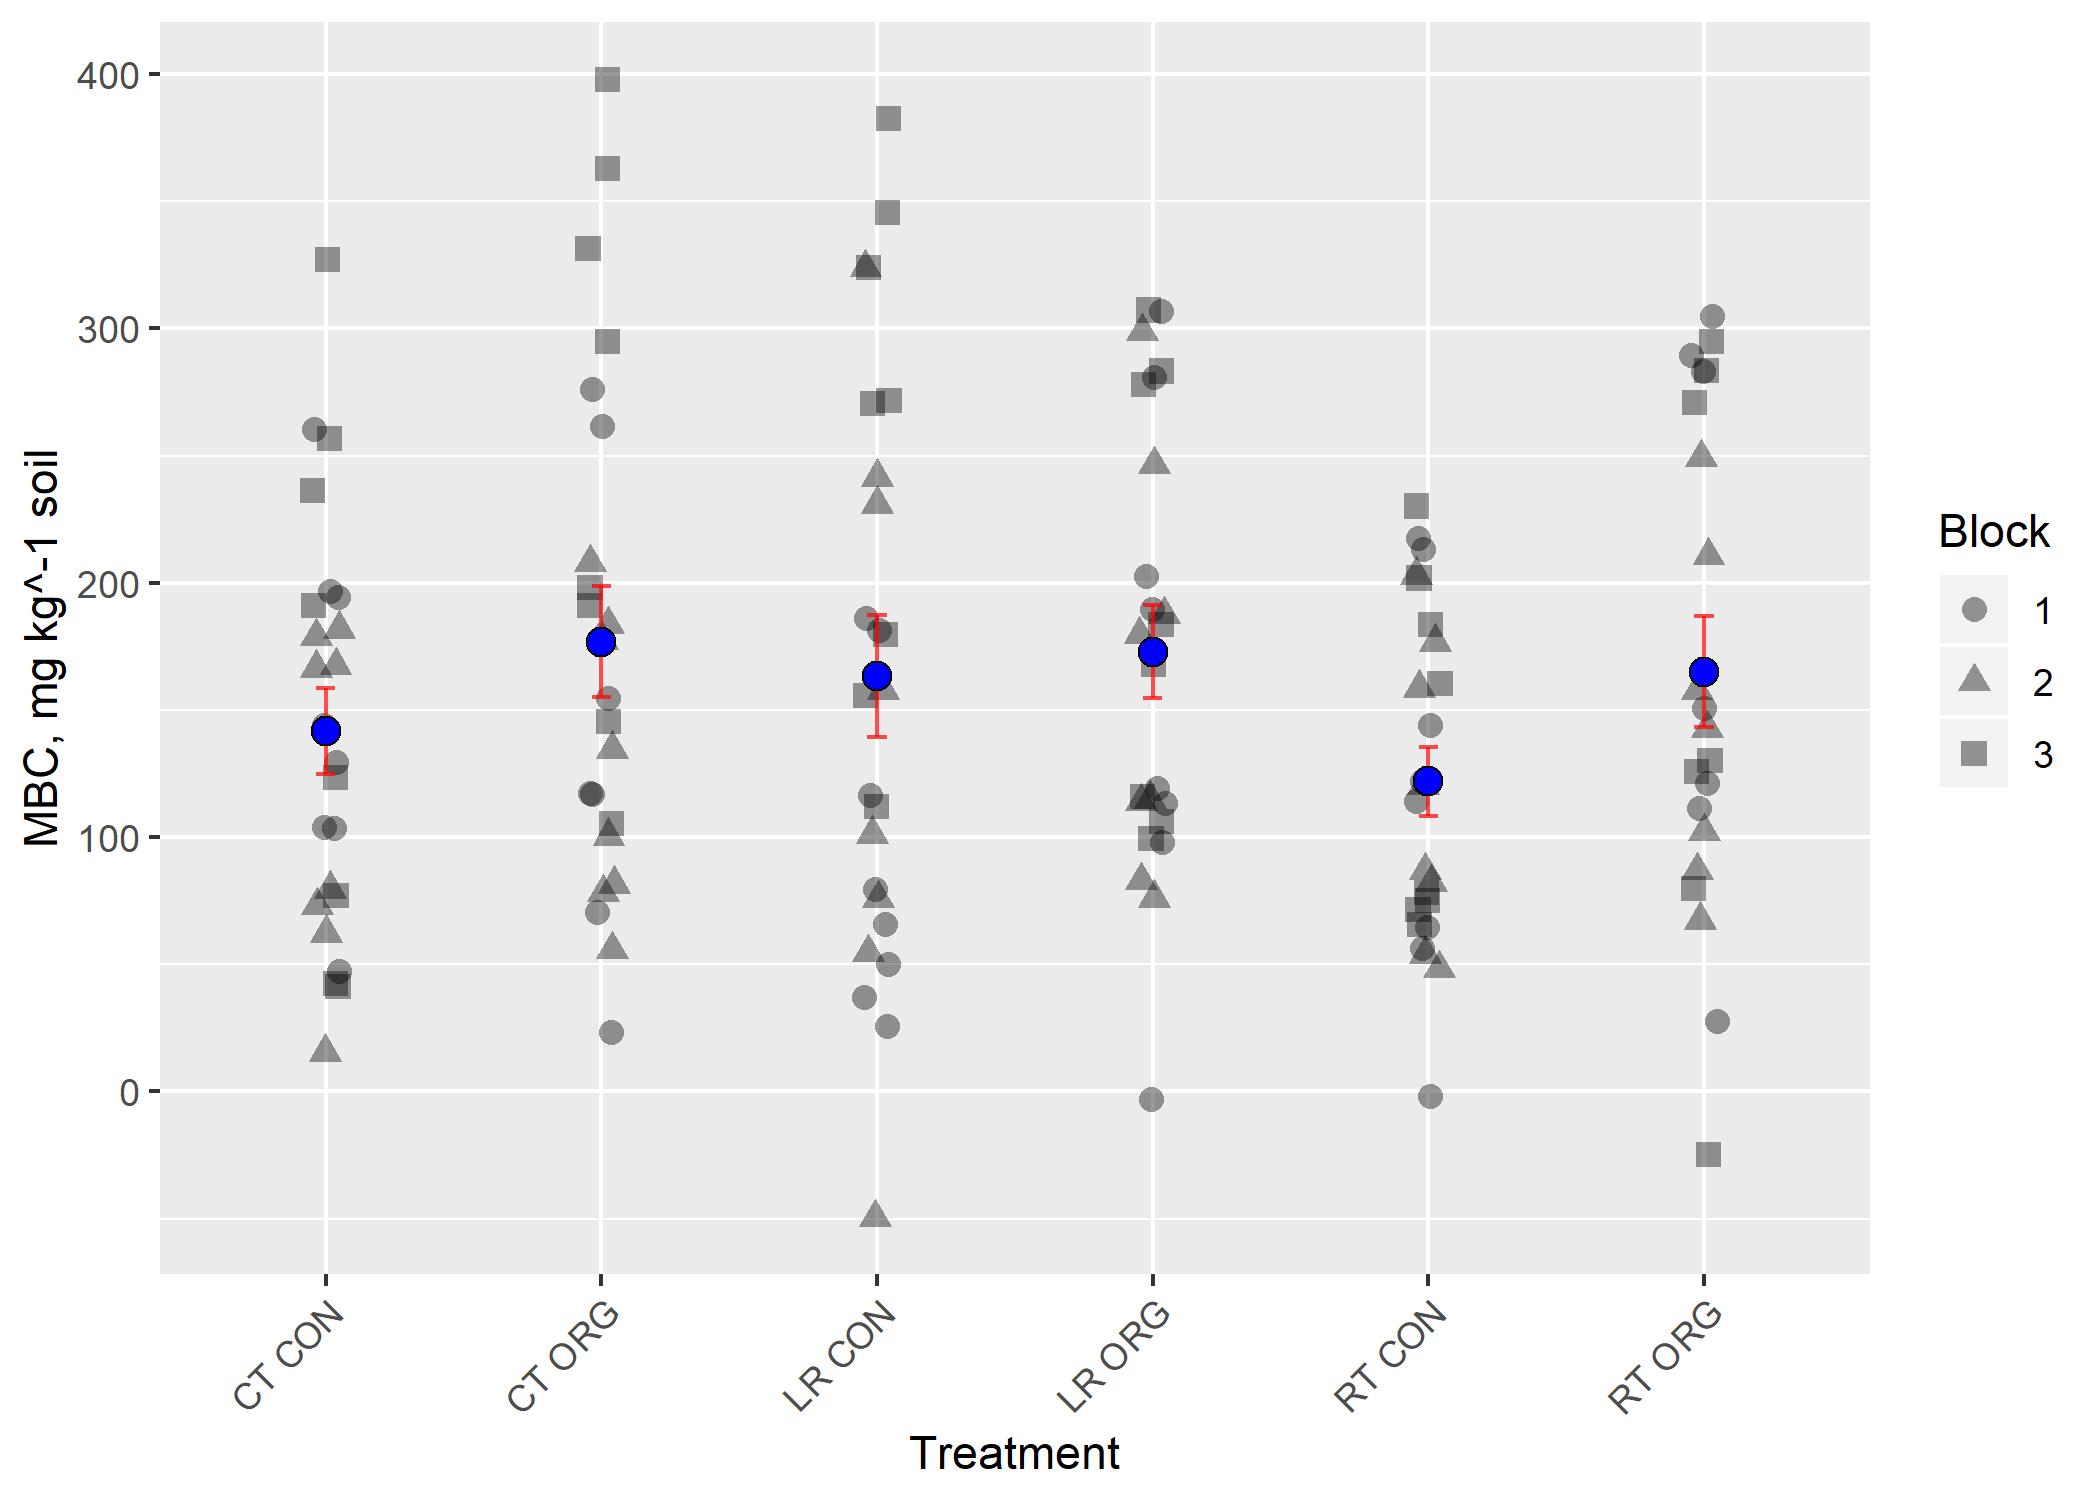 MBC, mg kg^-1 soil
400
300
200
100
0
CT CON
CT ORG
LR CON
LR ORG
RT CON
RT ORG
Treatment
Block
1
2
3